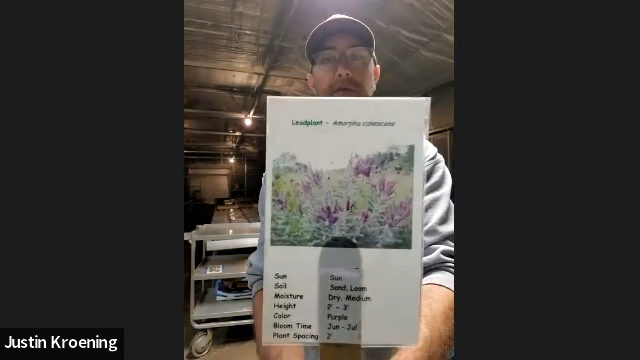 Leadplant - Amorpha canescens
Sun Sun
Soil Sand, Loam
Moisture Dry, Medium
Height 2' - 3'
Color Purple
Bloom Time Jun - Jul
Plant Spacing 2'
Justin Kroening